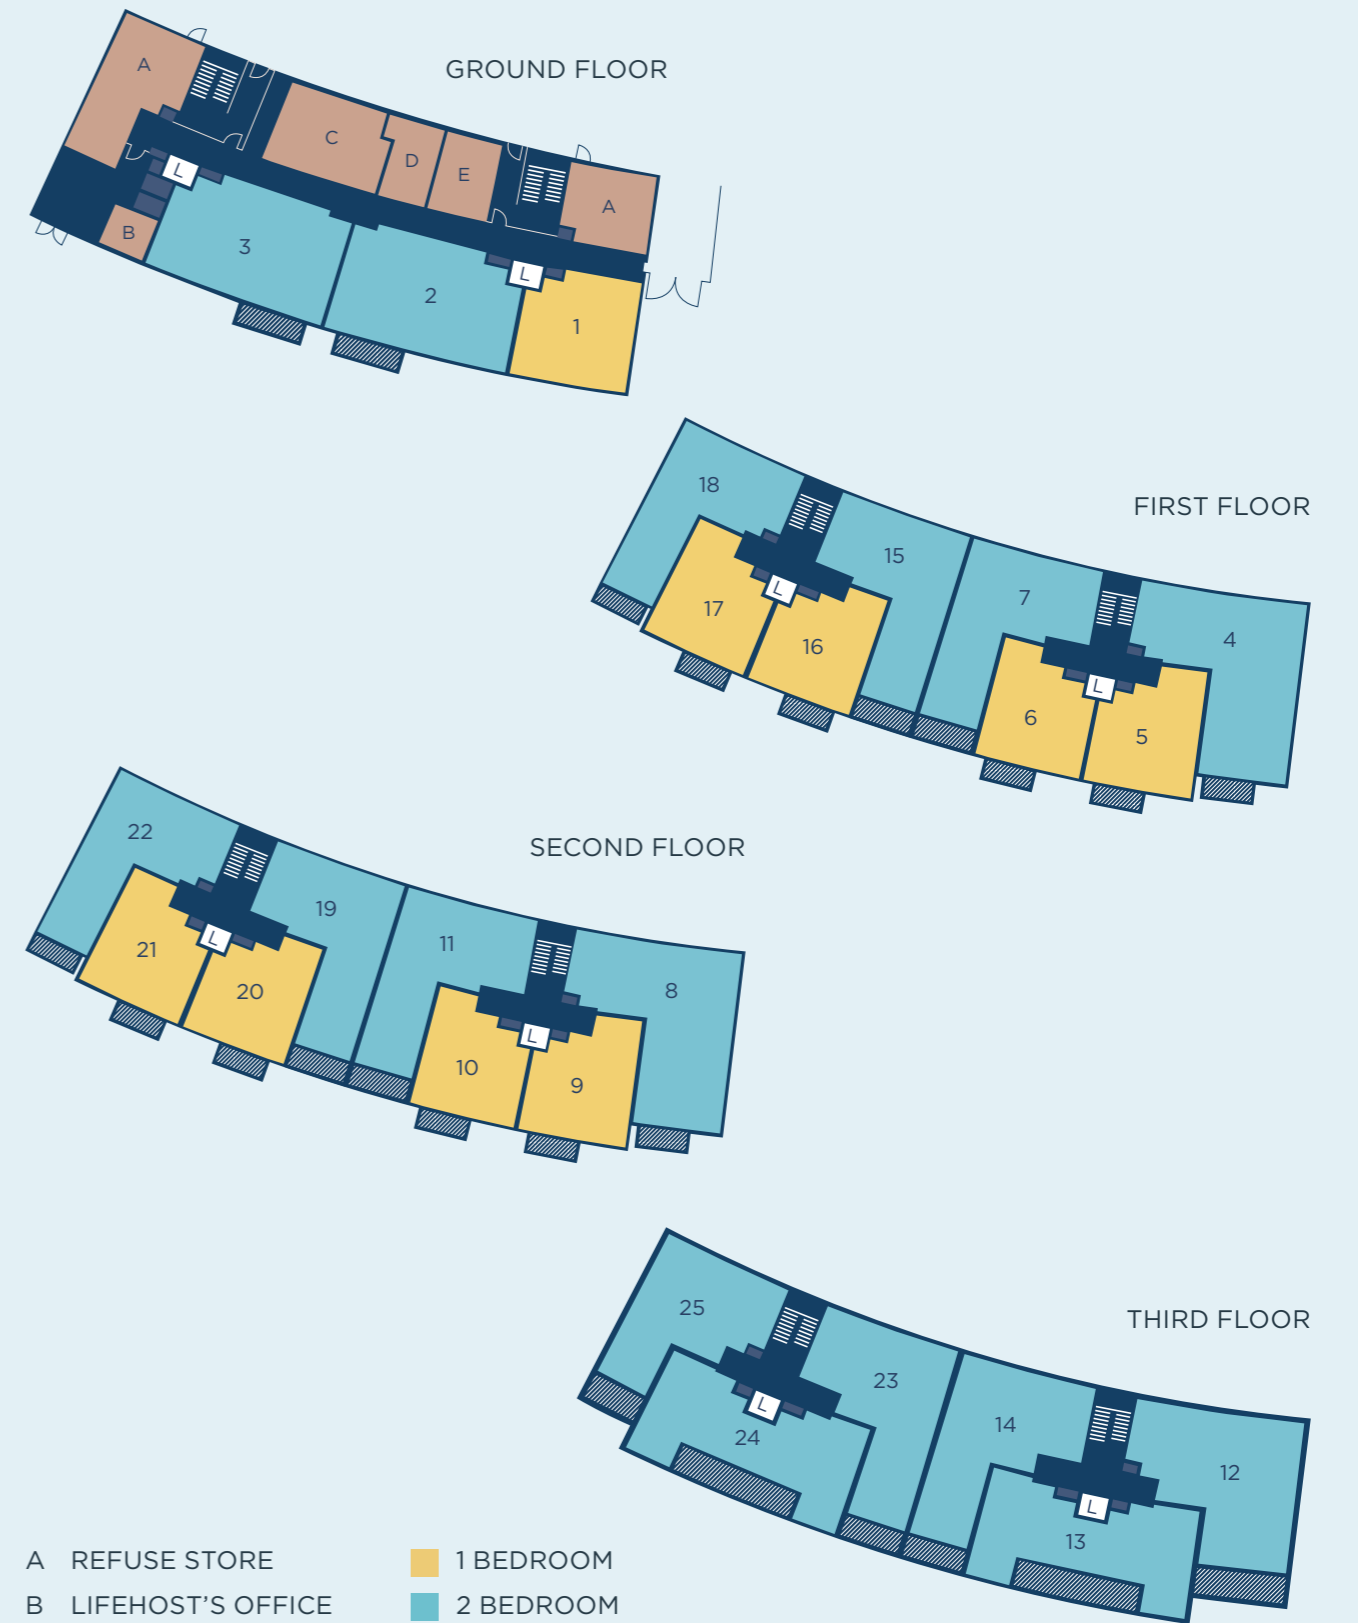 GROUND FLOOR
A
C
D
E
A
L
B
3
2
L
1
FIRST FLOOR
18
15
7
4
17
L
16
6
L
5
SECOND FLOOR
22
19
11
8
21
L
20
10
L
9
THIRD FLOOR
25
23
14
12
L
24
L
13
A REFUSE STORE
1 BEDROOM
B LIFEHOST'S OFFICE
2 BEDROOM